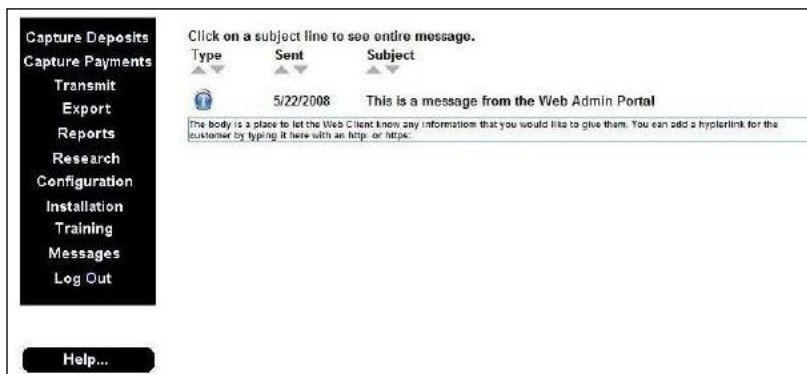 Capture Deposits
Capture Payments
Transmit
Export
Reports
Research
Configuration
Installation
Training
Messages
Log Out
Help...
Click on a subject line to see entire message.
Type Sent Subject
5/22/2008 This is a message from the Web Admin Portal
The body is a place to let the Web Client know any information that you would like to give them. You can add a hyplerlink for the
customer by typing it here with an http: or https: